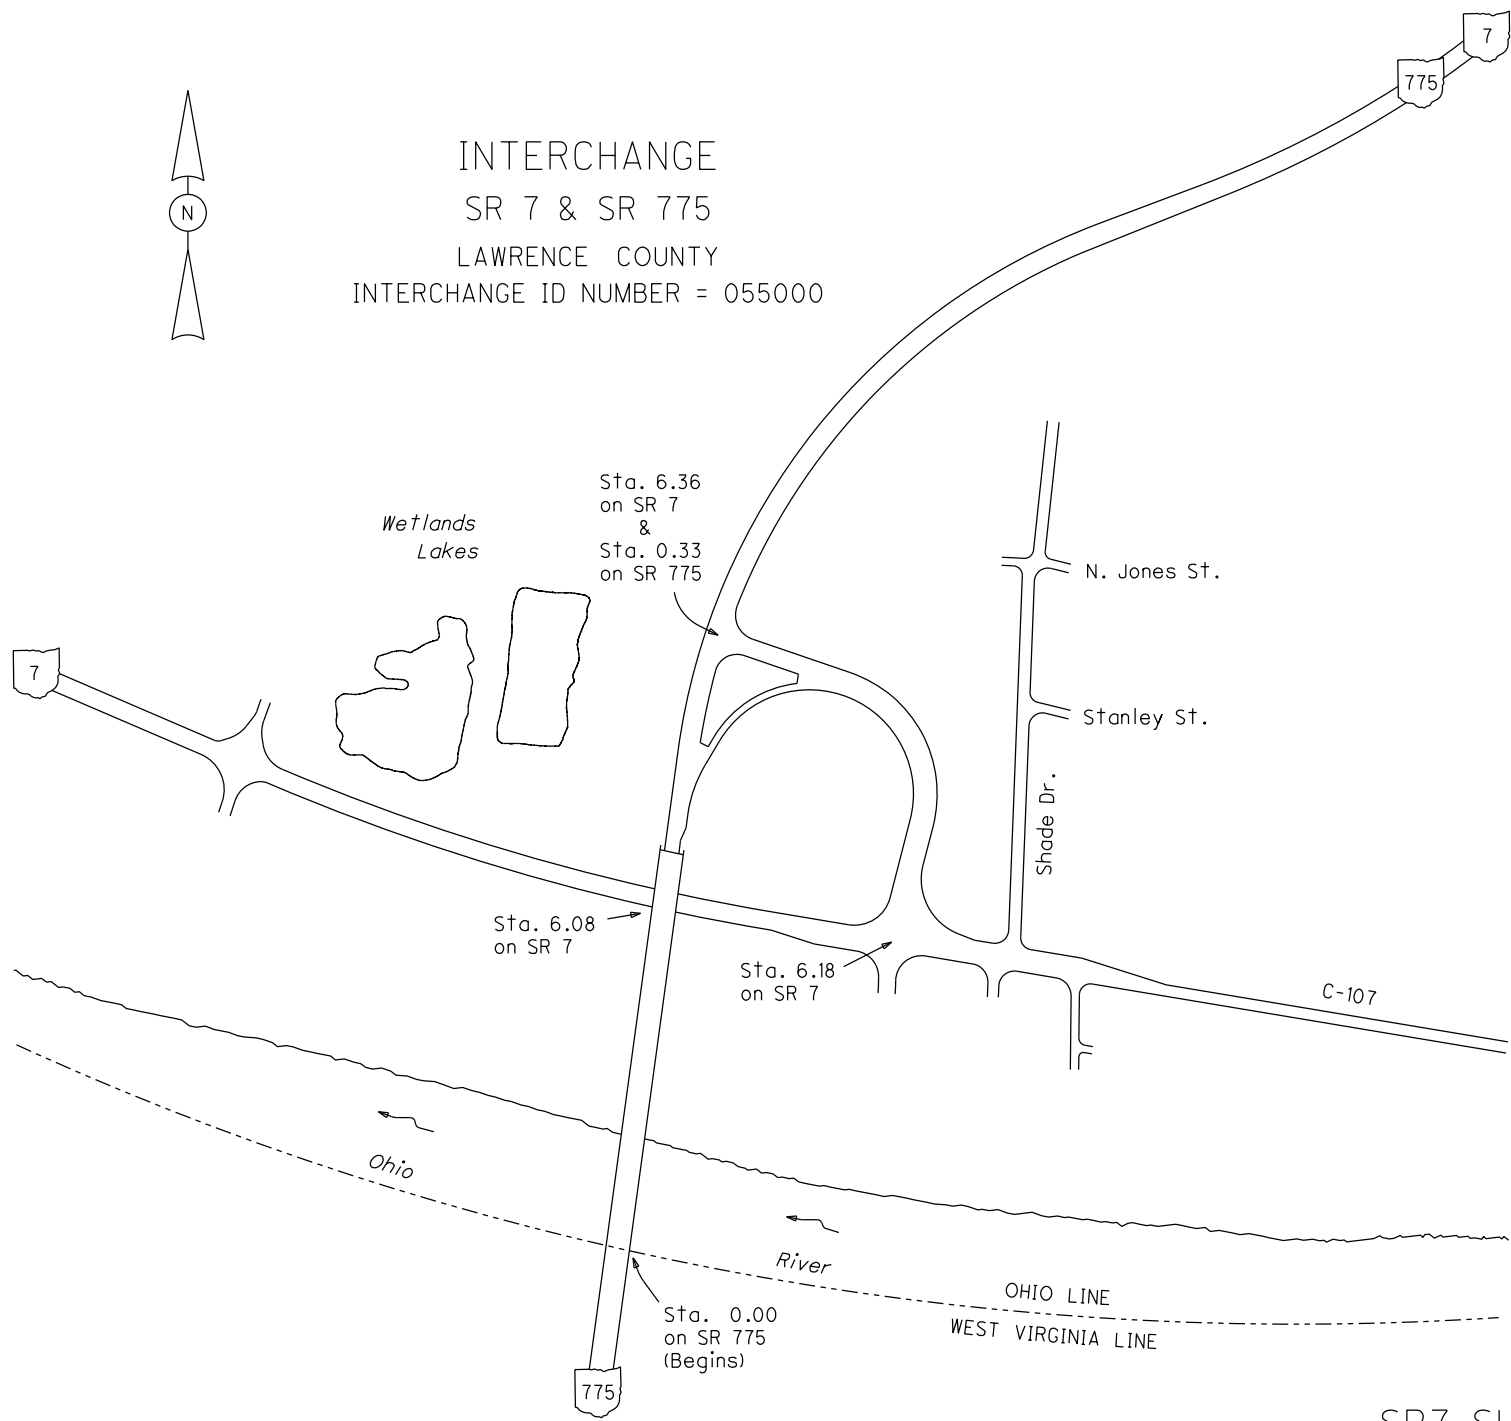 7
775
INTERCHANGE
SR 7 & SR 775
LAWRENCE COUNTY
INTERCHANGE ID NUMBER = 055000
N
Sta. 6.36
on SR 7
&
Sta. 0.33
on SR 775
Wetlands
Lakes
N. Jones St.
7
Stanley St.
Shade Dr.
Sta. 6.08
on SR 7
Sta. 6.18
on SR 7
C-107
Ohio
River
OHIO LINE
WEST VIRGINIA LINE
Sta. 0.00
on SR 775
(Begins)
775